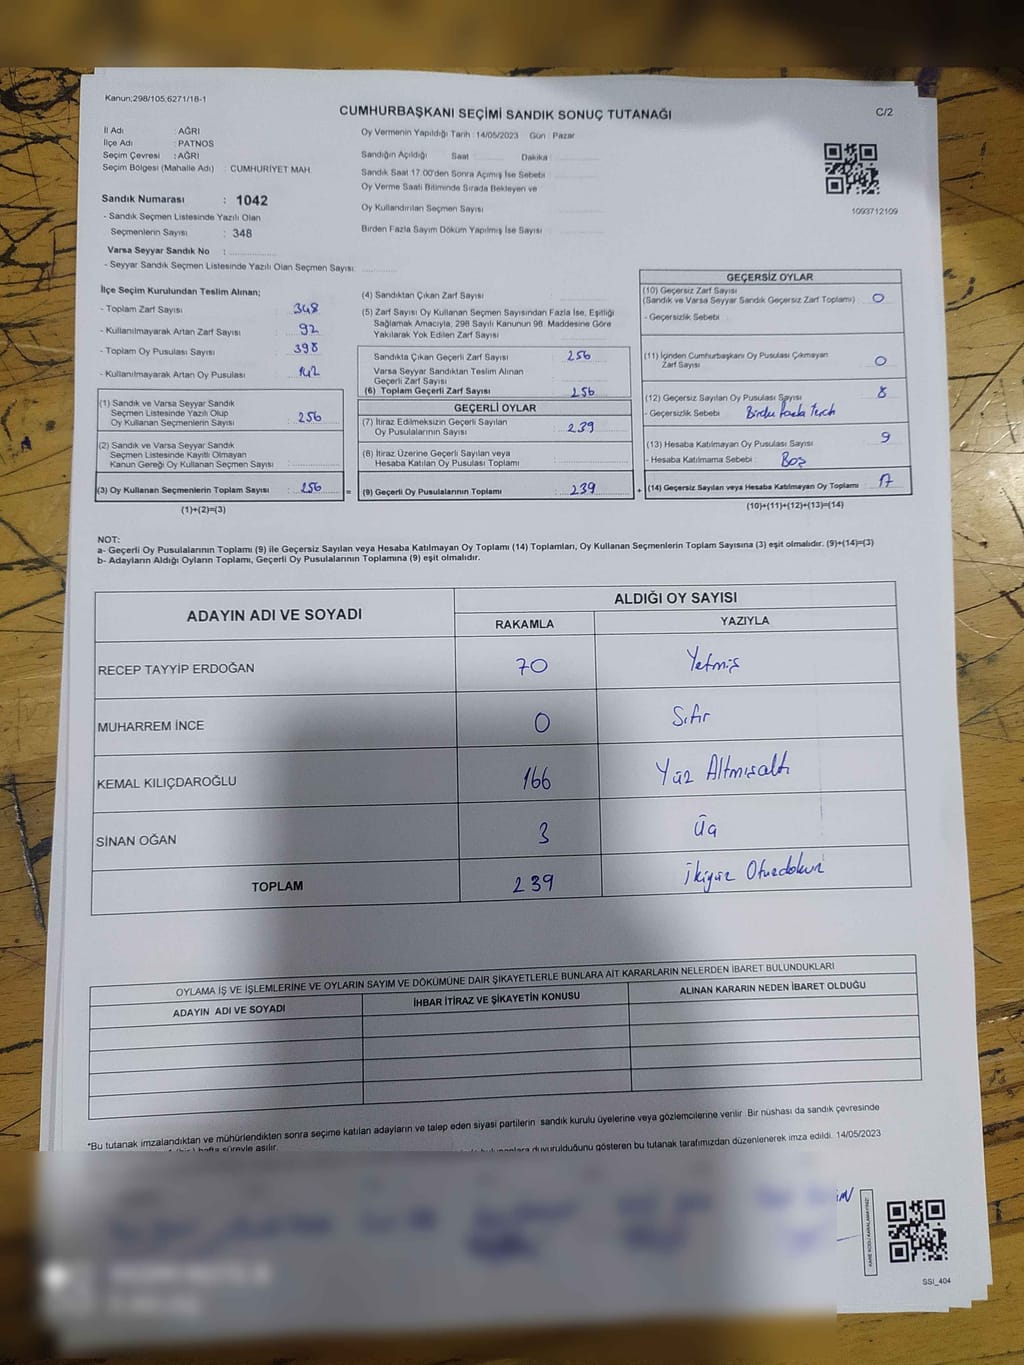 Kanun;298/105;6271/18-1
CUMHURBAŞKANI SEÇİMİ SANDIK SONUÇ TUTANAĞI
C/2
İl Adı : AĞRI
İlçe Adı : PATNOS
Seçim Çevresi : AĞRI
Seçim Bölgesi (Mahalle Adı) : CUMHURİYET MAH.
Oy Vermenin Yapıldığı Tarih : 14/05/2023 Gün : Pazar
Sandığın Açıldığı Saat : Dakika :
Sandık Saat 17.00'den Sonra Açımış İse Sebebi :
Oy Verme Saati Bitiminde Sırada Bekleyen ve
Oy Kullandırılan Seçmen Sayısı :
Birden Fazla Sayım Döküm Yapılmış İse Sayısı :
1093712109
Sandık Numarası : 1042
- Sandık Seçmen Listesinde Yazılı Olan
Seçmenlerin Sayısı : 348
Varsa Seyyar Sandık No :
- Seyyar Sandık Seçmen Listesinde Yazılı Olan Seçmen Sayısı:
İlçe Seçim Kurulundan Teslim Alınan;
- Toplam Zarf Sayısı : 348
- Kullanılmayarak Artan Zarf Sayısı : 92
- Toplam Oy Pusulası Sayısı : 398
- Kullanılmayarak Artan Oy Pusulası : 142
(1) Sandık ve Varsa Seyyar Sandık
Seçmen Listesinde Yazılı Olup
Oy Kullanan Seçmenlerin Sayısı : 256
(2) Sandık ve Varsa Seyyar Sandık
Seçmen Listesinde Kayıtlı Olmayan
Kanun Gereği Oy Kullanan Seçmen Sayısı :
(3) Oy Kullanan Seçmenlerin Toplam Sayısı : 256
(1)+(2)=(3)
=
(4) Sandıktan Çıkan Zarf Sayısı :
(5) Zarf Sayısı Oy Kullanan Seçmen Sayısından Fazla İse, Eşitliği
Sağlamak Amacıyla, 298 Sayılı Kanunun 98. Maddesine Göre
Yakılarak Yok Edilen Zarf Sayısı :
Sandıkla Çıkan Geçerli Zarf Sayısı : 256
Varsa Seyyar Sandıktan Teslim Alınan
Geçerli Zarf Sayısı :
(6) Toplam Geçerli Zarf Sayısı : 256
GEÇERLİ OYLAR
(7) İtiraz Edilmeksizin Geçerli Sayılan
Oy Pusulalarının Sayısı : 239
(8) İtiraz Üzerine Geçerli Sayılan veya
Hesaba Katılan Oy Pusulası Toplamı :
(9) Geçerli Oy Pusulalarının Toplamı : 239
+
GEÇERSİZ OYLAR
(10) Geçersiz Zarf Sayısı
(Sandık ve Varsa Seyyar Sandık Geçersiz Zarf Toplamı) : 0
- Geçersizlik Sebebi :
(11) İçinden Cumhurbaşkanı Oy Pusulası Çıkmayan
Zarf Sayısı : 0
(12) Geçersiz Sayılan Oy Pusulası Sayısı : 8
- Geçersizlik Sebebi : Birden Fazla Terch
(13) Hesaba Katılmayan Oy Pusulası Sayısı : 9
- Hesaba Katılmama Sebebi : Boş
(14) Geçersiz Sayılan veya Hesaba Katılmayan Oy Toplamı : 17
(10)+(11)+(12)+(13)=(14)
NOT:
a- Geçerli Oy Pusulalarının Toplamı (9) ile Geçersiz Sayılan veya Hesaba Katılmayan Oy Toplamı (14) Toplamları, Oy Kullanan Seçmenlerin Toplam Sayısına (3) eşit olmalıdır. (9)+(14)=(3)
b- Adayların Aldığı Oyların Toplamı, Geçerli Oy Pusulalarının Toplamına (9) eşit olmalıdır.
ADAYIN ADI VE SOYADI
ALDIĞI OY SAYISI
RAKAMLA YAZIYLA
RECEP TAYYİP ERDOĞAN 70 Yetmiş
MUHARREM İNCE 0 Sıfır
KEMAL KILIÇDAROĞLU 166 Yüz Altmışaltı
SİNAN OĞAN 3 Üç
TOPLAM 239 İkiyüz Otuzdokuz
OYLAMA İŞ VE İŞLEMLERİNE VE OYLARIN SAYIM VE DÖKÜMÜNE DAİR ŞİKAYETLERLE BUNLARA AİT KARARLARIN NELERDEN İBARET BULUNDUKLARI
ADAYIN ADI VE SOYADI İHBAR İTİRAZ VE ŞİKAYETİN KONUSU ALINAN KARARIN NEDEN İBARET OLDUĞU
*Bu tutanak imzalandıktan ve mühürlendikten sonra seçime katılan adayların ve talep eden siyasi partilerin sandık kurulu üyelerine veya gözlemcilerine verilir. Bir nüshası da sandık çevresinde
hafta süreyle asılır.
duyurulduğunu gösteren bu tutanak tarafımızdan düzenlenerek imza edildi. 14/05/2023
SSI_404